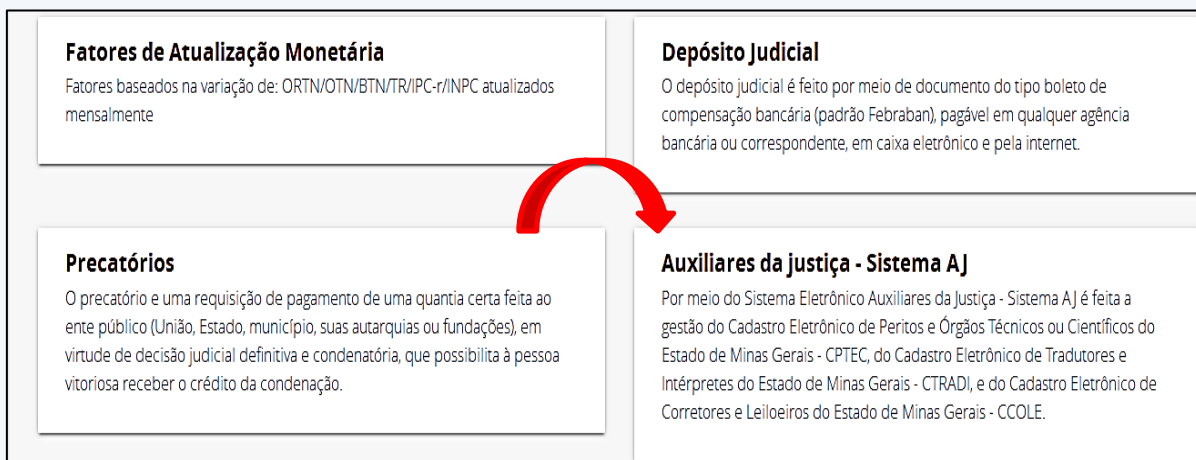 Fatores de Atualização Monetária
Fatores baseados na variação de: ORTN/OTN/BTN/TR/IPC-r/INPC atualizados
mensalmente
Depósito Judicial
O depósito judicial é feito por meio de documento do tipo boleto de
compensação bancária (padrão Febraban), pagável em qualquer agência
bancária ou correspondente, em caixa eletrônico e pela internet.
Precatórios
O precatório e uma requisição de pagamento de uma quantia certa feita ao
ente público (União, Estado, município, suas autarquias ou fundações), em
virtude de decisão judicial definitiva e condenatória, que possibilita à pessoa
vitoriosa receber o crédito da condenação.
Auxiliares da justiça - Sistema AJ
Por meio do Sistema Eletrônico Auxiliares da Justiça - Sistema AJ é feita a
gestão do Cadastro Eletrônico de Peritos e Órgãos Técnicos ou Científicos do
Estado de Minas Gerais - CPTEC, do Cadastro Eletrônico de Tradutores e
Intérpretes do Estado de Minas Gerais - CTRADI, e do Cadastro Eletrônico de
Corretores e Leiloeiros do Estado de Minas Gerais - CCOLE.